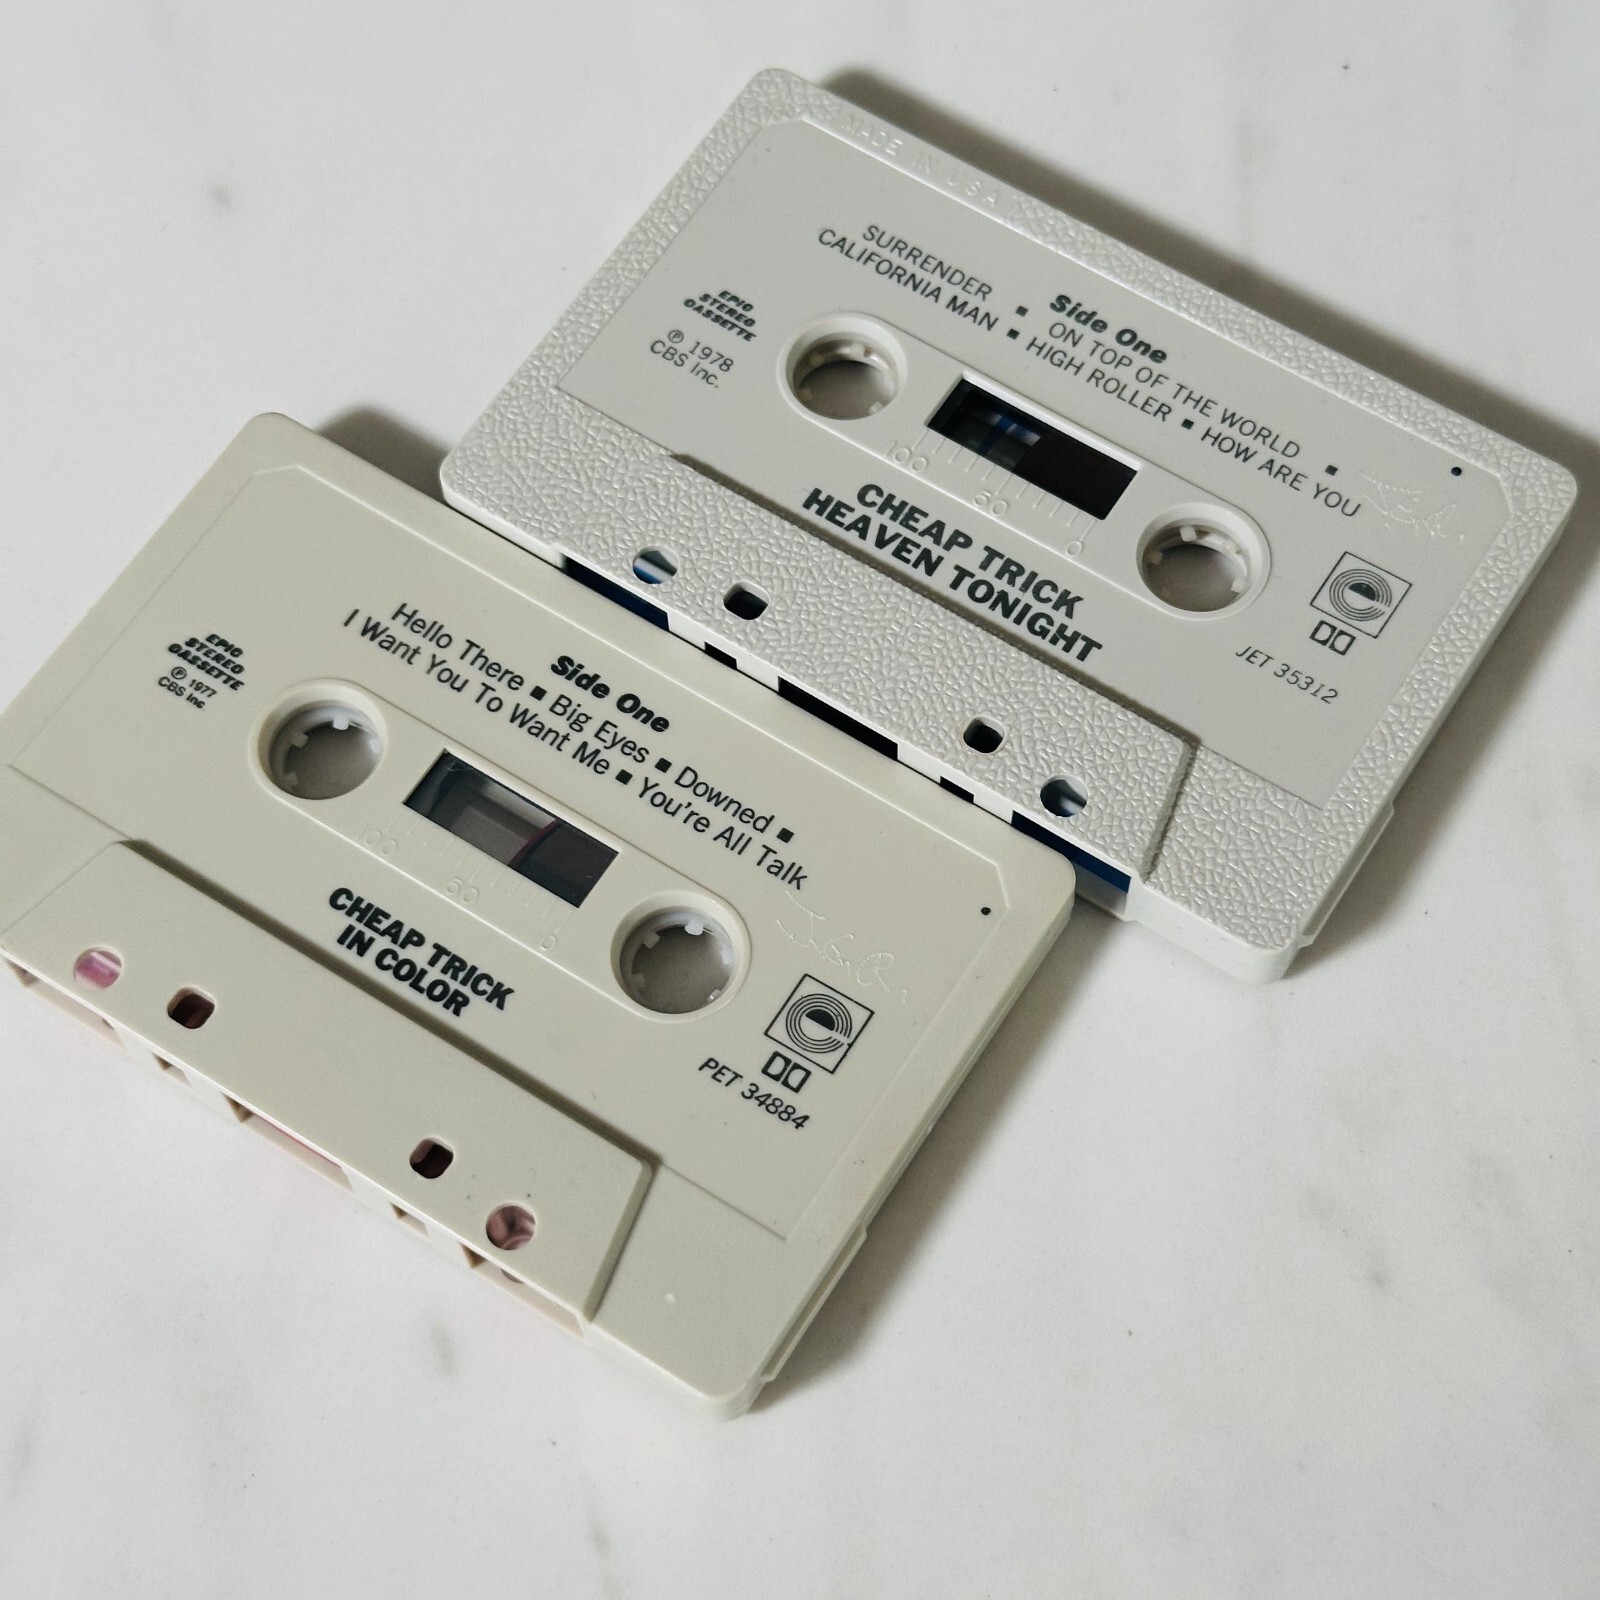 MADE IN USA
Side One
SURRENDER ▪ ON TOP OF THE WORLD ▪
CALIFORNIA MAN ▪ HIGH ROLLER ▪ HOW ARE YOU
EPIC
STEREO
CASSETTE
℗ 1978
CBS Inc.
100 50 0
CHEAP TRICK
HEAVEN TONIGHT
JET 35312
Side One
Hello There ▪ Big Eyes ▪ Downed ▪
I Want You To Want Me ▪ You're All Talk
EPIC
STEREO
CASSETTE
℗ 1977
CBS Inc.
100 50 0
CHEAP TRICK
IN COLOR
PET 34884